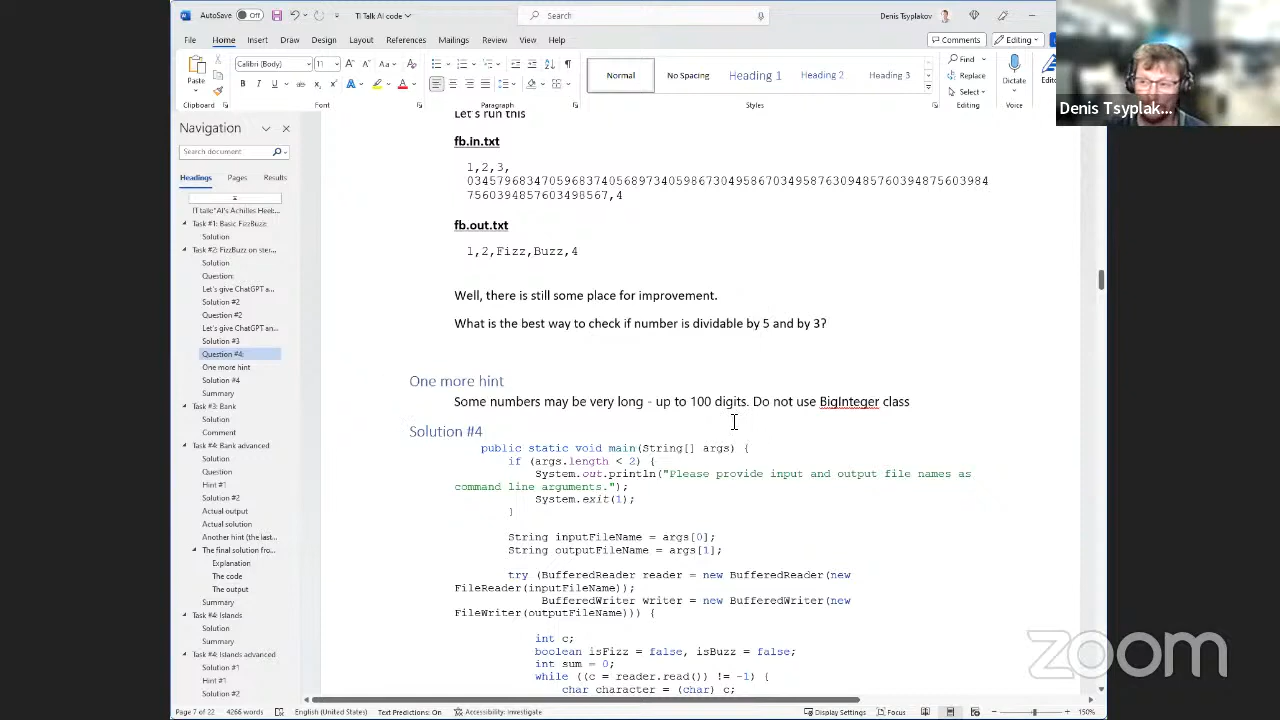 AutoSave Off TI Talk AI code Search Denis Tsyplakov
File Home Insert Draw Design Layout References Mailings Review View Help Comments Editing
Paste Calibri (Body) 11 Normal No Spacing Heading 1 Heading 2 Heading 3 Find Replace Select Dictate
Clipboard Font Paragraph Styles Editing Voice
Denis Tsyplak...
Navigation
Search document
Headings Pages Results
Task #1: Basic FizzBuzz
Solution
Task #2: FizzBuzz on ster...
Solution
Question:
Let's give ChatGPT a...
Solution #2
Question #2
Let's give ChatGPT an...
Solution #3
Question #4:
One more hint
Solution #4
Summary
Task #3: Bank
Solution
Comment
Task #4: Bank advanced
Solution
Question
Hint #1
Solution #2
Actual output
Actual solution
Another hint (the last...
The final solution fro...
Explanation
The code
The output
Summary
Task #4: Islands
Solution
Summary
Task #4: Islands advanced
Solution #1
Hint #1
Solution #2
Let's run this
fb.in.txt
1,2,3,
0345796834705968374056897340598673049586703495876309485760394875603984
7560394857603498567,4
fb.out.txt
1,2,Fizz,Buzz,4
Well, there is still some place for improvement.
What is the best way to check if number is dividable by 5 and by 3?
One more hint
Some numbers may be very long - up to 100 digits. Do not use BigInteger class
Solution #4
public static void main(String[] args) {
if (args.length < 2) {
System.out.println("Please provide input and output file names as
command line arguments.");
System.exit(1);
}
String inputFileName = args[0];
String outputFileName = args[1];
try (BufferedReader reader = new BufferedReader(new
FileReader(inputFileName));
BufferedWriter writer = new BufferedWriter(new
FileWriter(outputFileName))) {
int c;
boolean isFizz = false, isBuzz = false;
int sum = 0;
while ((c = reader.read()) != -1) {
char character = (char) c;
zoom
Page 7 of 22 4266 words English (United States) Text Predictions: On Accessibility: Investigate Display Settings Focus 150%